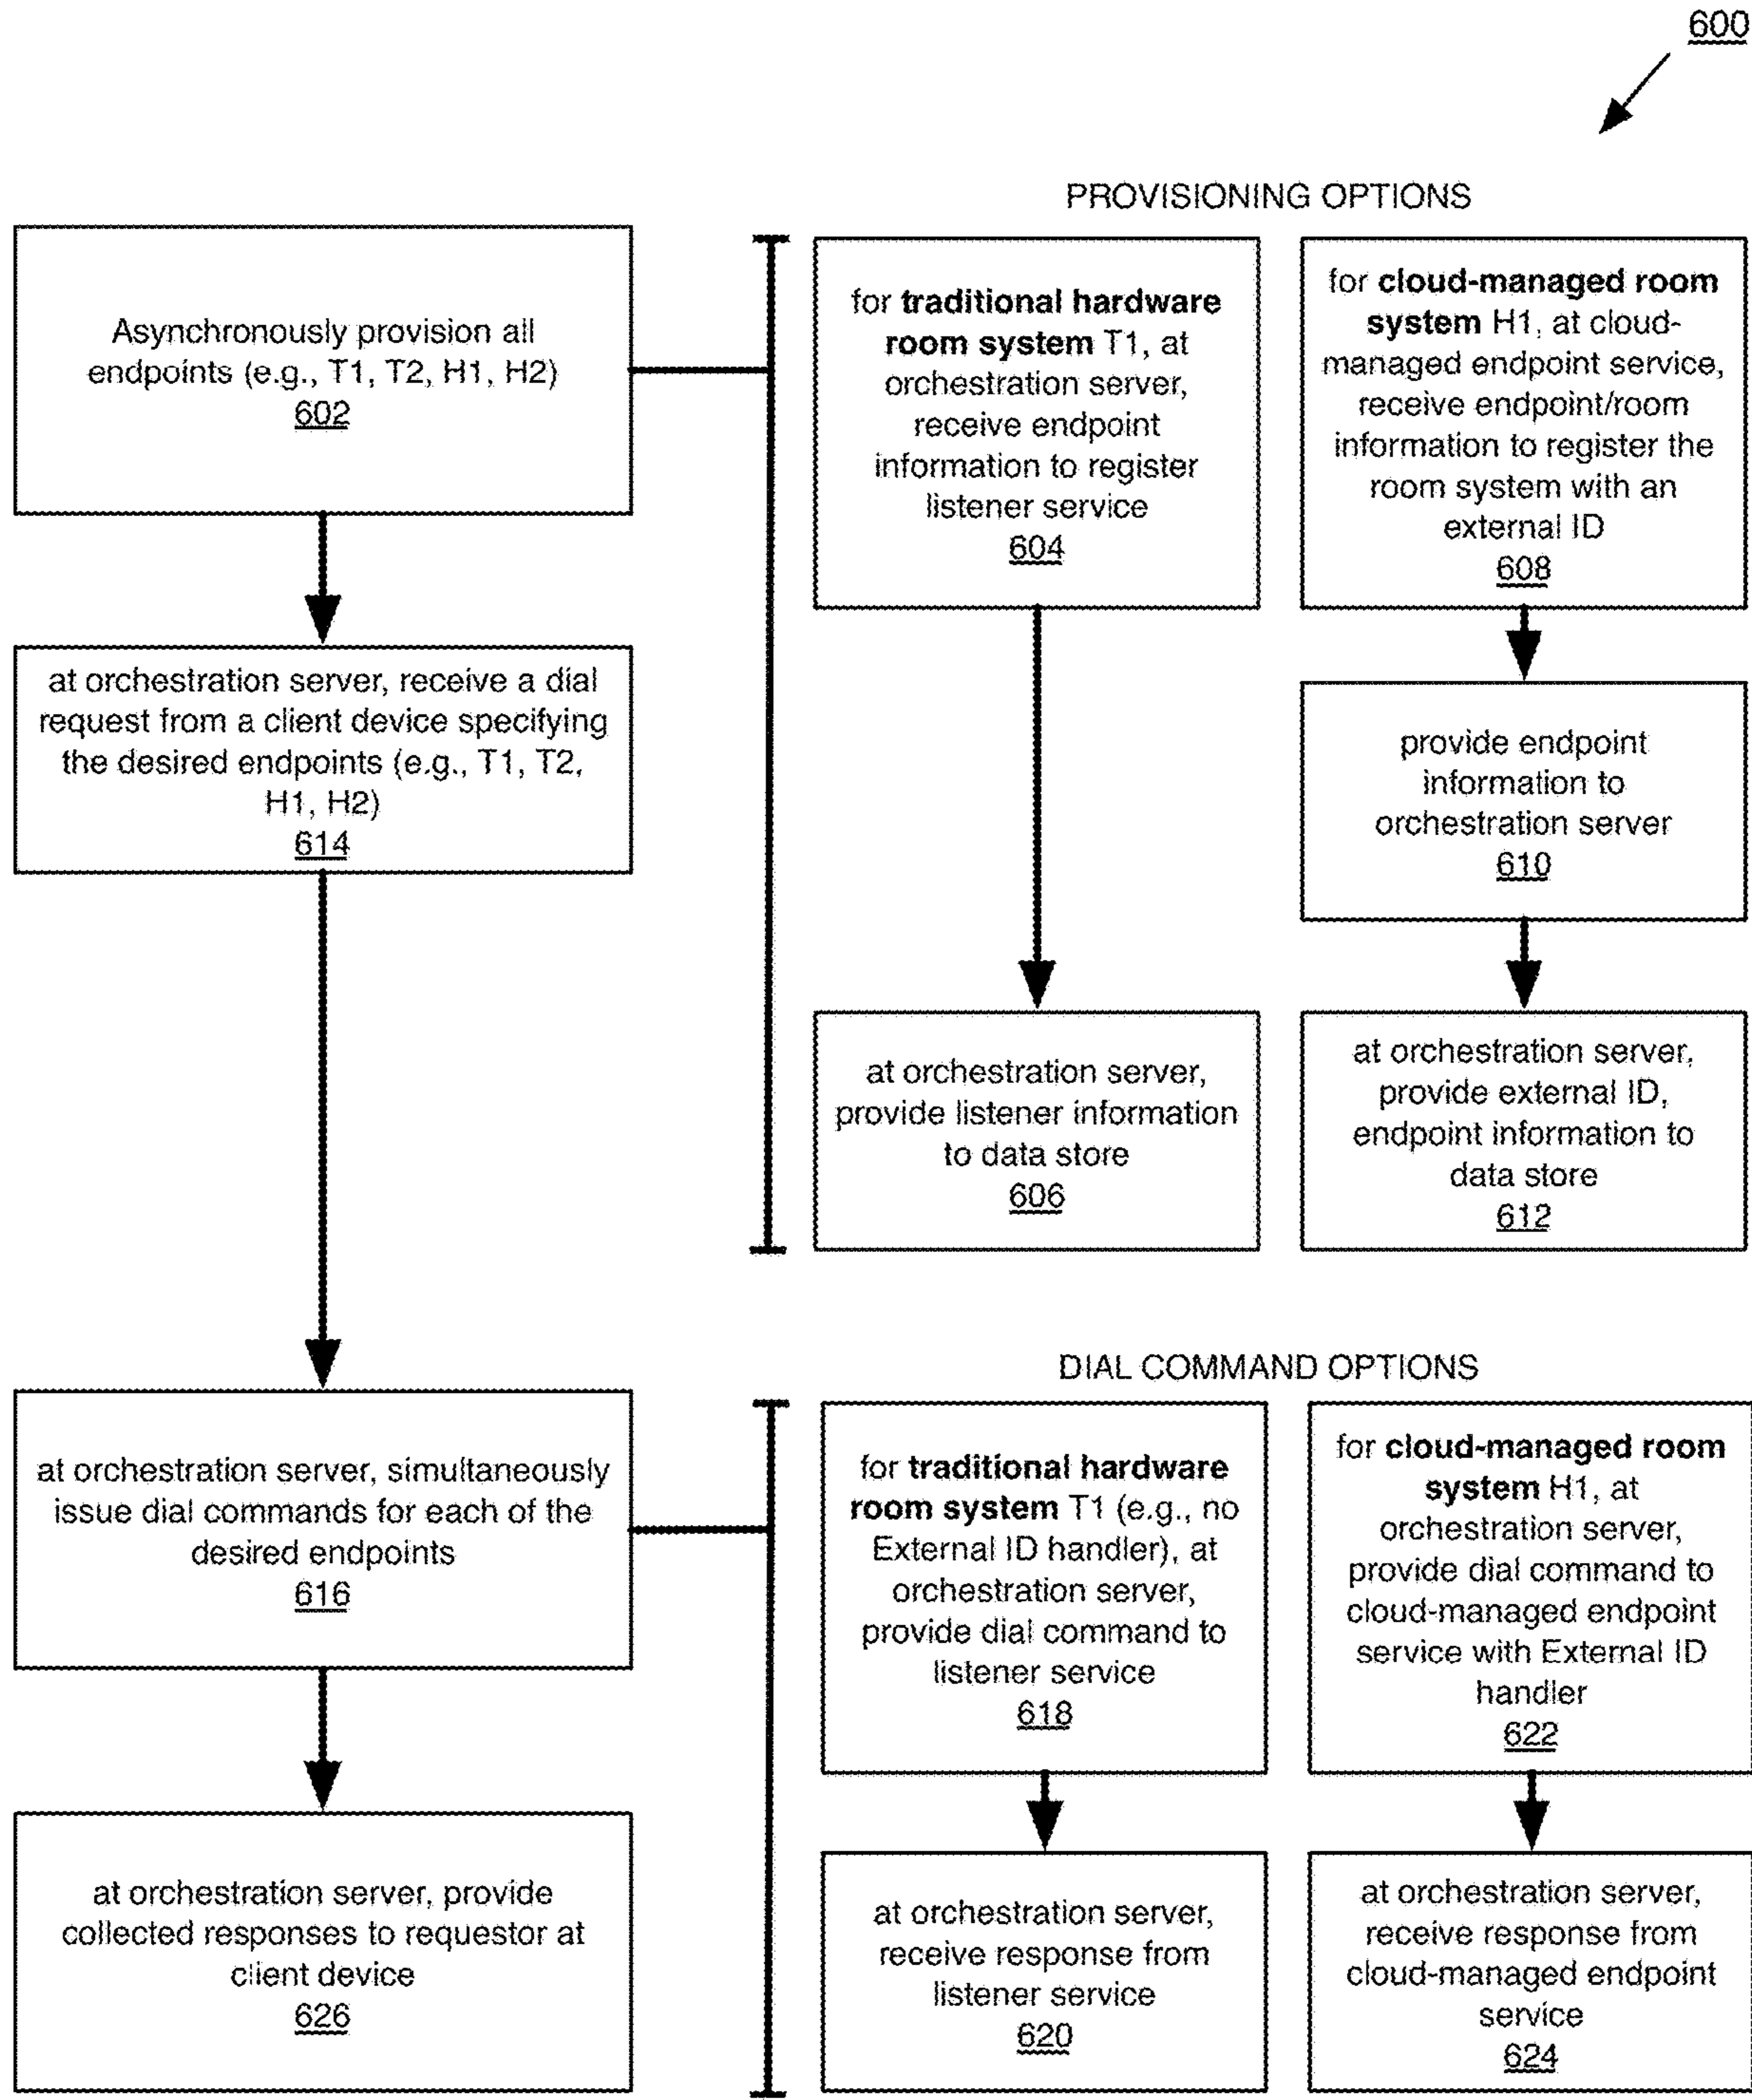 600
PROVISIONING OPTIONS
Asynchronously provision all
endpoints (e.g., T1, T2, H1, H2)
602
for traditional hardware
room system T1, at
orchestration server,
receive endpoint
information to register
listener service
604
for cloud-managed room
system H1, at cloud-
managed endpoint service,
receive endpoint/room
information to register the
room system with an
external ID
608
at orchestration server, receive a dial
request from a client device specifying
the desired endpoints (e.g., T1, T2,
H1, H2)
614
provide endpoint
information to
orchestration server
610
at orchestration server,
provide listener information
to data store
606
at orchestration server,
provide external ID,
endpoint information to
data store
612
DIAL COMMAND OPTIONS
at orchestration server, simultaneously
issue dial commands for each of the
desired endpoints
616
for traditional hardware
room system T1 (e.g., no
External ID handler), at
orchestration server,
provide dial command to
listener service
618
for cloud-managed room
system H1, at
orchestration server,
provide dial command to
cloud-managed endpoint
service with External ID
handler
622
at orchestration server, provide
collected responses to requestor at
client device
626
at orchestration server,
receive response from
listener service
620
at orchestration server,
receive response from
cloud-managed endpoint
service
624